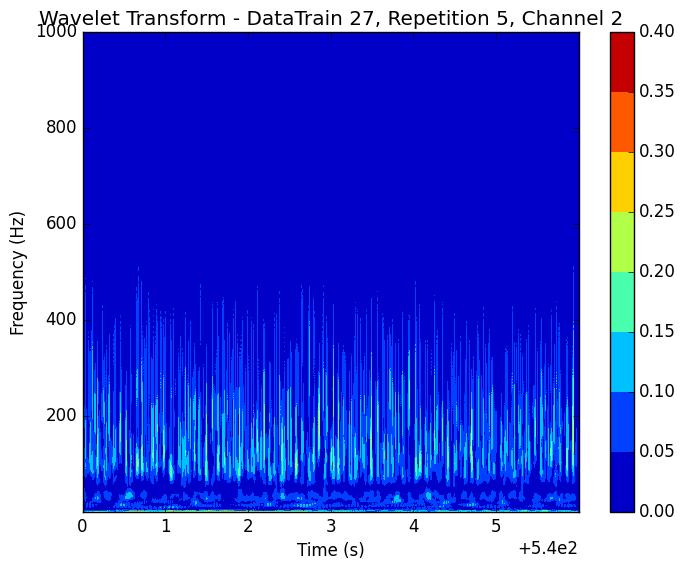 Wavelet Transform - DataTrain 27, Repetition 5, Channel 2
1000
800
600
400
200
0 1 2 3 4 5
+5.4e2
Time (s)
Frequency (Hz)
0.40
0.35
0.30
0.25
0.20
0.15
0.10
0.05
0.00